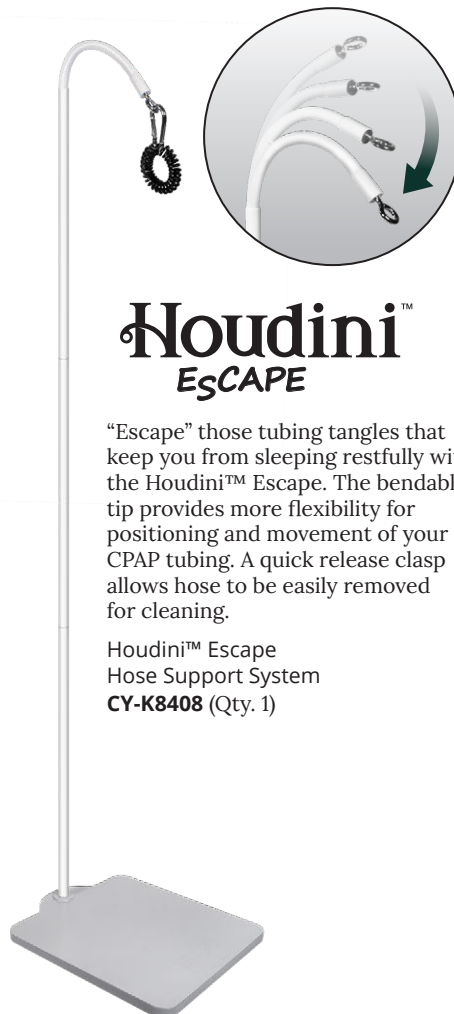 Houdini™
EsCAPE
“Escape” those tubing tangles that
keep you from sleeping restfully
the Houdini™ Escape. The
tip provides more flexibility for
positioning and movement of your
CPAP tubing. A quick release clasp
allows hose to be easily removed
for cleaning.
Houdini™ Escape
Hose Support System
CY-K8408 (Qty. 1)